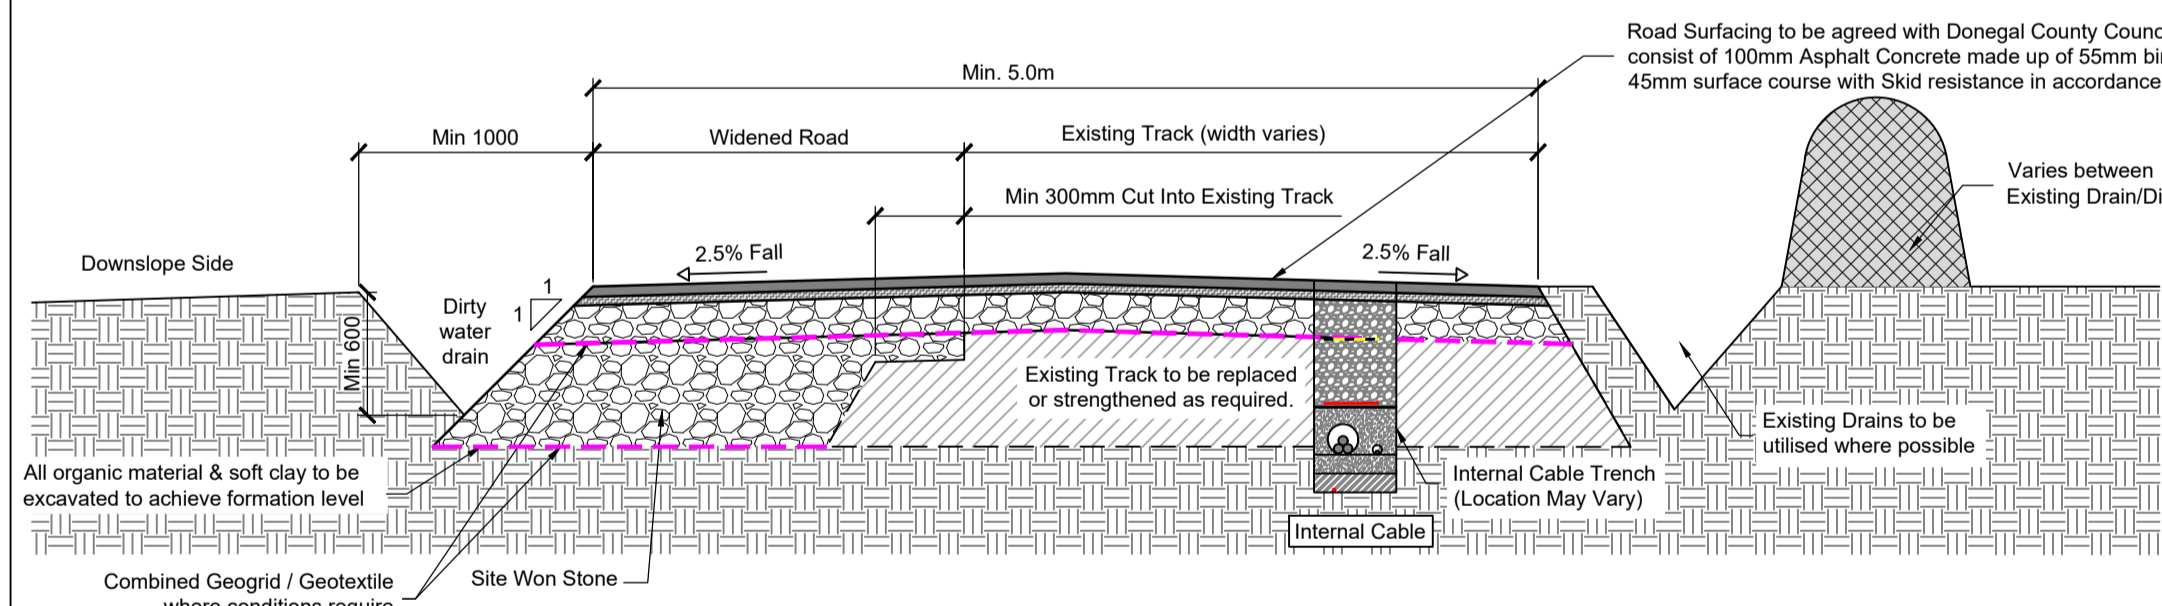 Road Surfacing to be agreed with Donegal County
consist of 100mm Asphalt Concrete made up of 55mm
45mm surface course with Skid resistance in accordance
Min. 5.0m
Min 1000
Widened Road
Existing Track (width varies)
Varies between
Existing
Min 300mm Cut Into Existing Track
Downslope Side
2.5% Fall
2.5% Fall
1
1
Dirty
water
drain
Min 600
Existing Track to be replaced
or strengthened as required.
Existing Drains to be
utilised where possible
All organic material & soft clay to be
excavated to achieve formation level
Internal Cable Trench
(Location May Vary)
Internal Cable
Combined Geogrid / Geotextile
where conditions require
Site Won Stone